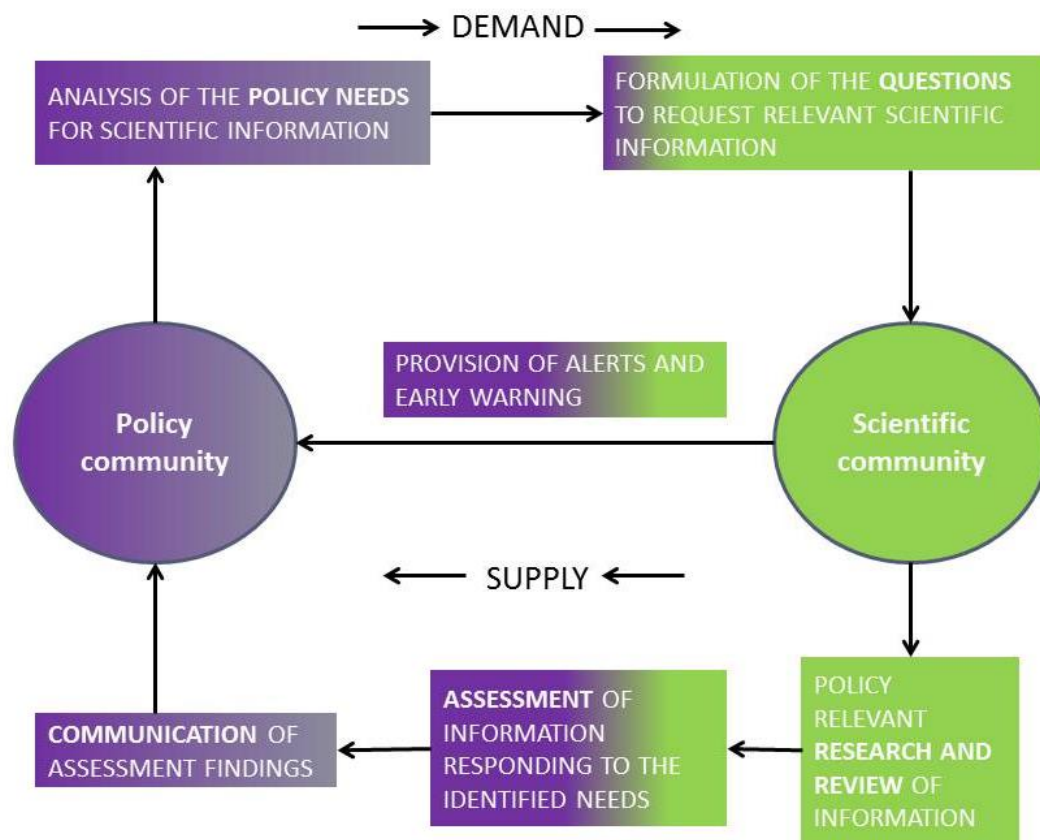 DEMAND
ANALYSIS OF THE POLICY NEEDS
FOR SCIENTIFIC INFORMATION
FORMULATION OF THE QUESTIONS
TO REQUEST RELEVANT SCIENTIFIC
INFORMATION
PROVISION OF ALERTS AND
EARLY WARNING
Policy
community
Scientific
community
SUPPLY
COMMUNICATION OF
ASSESSMENT FINDINGS
ASSESSMENT OF
INFORMATION
RESPONDING TO THE
IDENTIFIED NEEDS
POLICY
RELEVANT
RESEARCH AND
REVIEW OF
INFORMATION